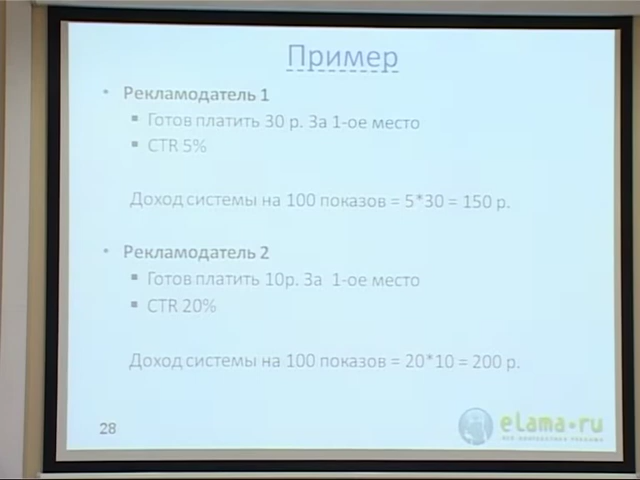 Пример
• Рекламодатель 1
▪ Готов платить 30 р. За 1-ое место
▪ CTR 5%
Доход системы на 100 показов = 5*30 = 150 р.
• Рекламодатель 2
▪ Готов платить 10р. За 1-ое место
▪ CTR 20%
Доход системы на 100 показов = 20*10 = 200 р.
28
elama.ru